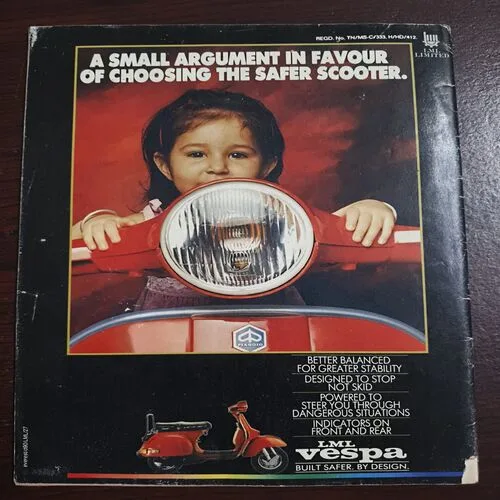 REGD. No. TN/MS-C/333, H/HD/412.
LML
LIMITED
A SMALL ARGUMENT IN FAVOUR
OF CHOOSING THE SAFER SCOOTER.
PIAGGIO
BETTER BALANCED
FOR GREATER STABILITY
DESIGNED TO STOP
NOT SKID
POWERED TO
STEER YOU THROUGH
DANGEROUS SITUATIONS
INDICATORS ON
FRONT AND REAR
LML
vespa
BUILT SAFER. BY DESIGN.